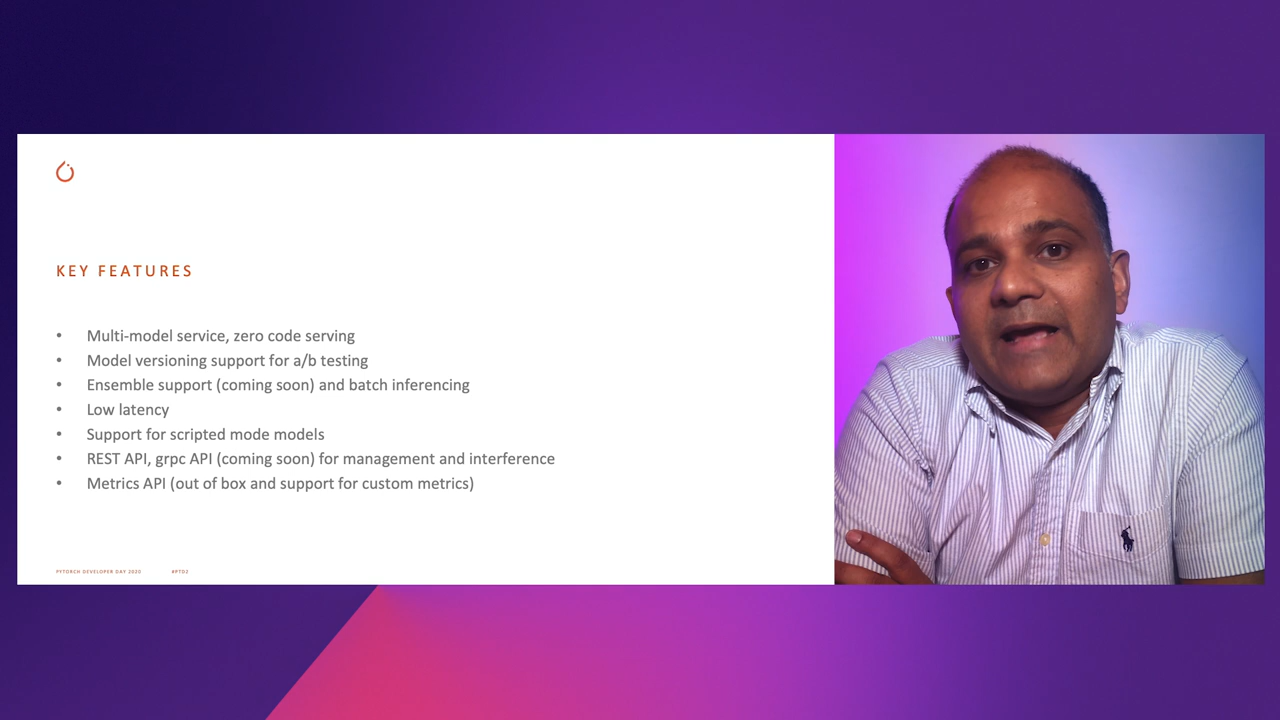 KEY FEATURES
• Multi-model service, zero code serving
• Model versioning support for a/b testing
• Ensemble support (coming soon) and batch inferencing
• Low latency
• Support for scripted mode models
• REST API, grpc API (coming soon) for management and interference
• Metrics API (out of box and support for custom metrics)
PYTORCH DEVELOPER DAY 2020 #PTD2